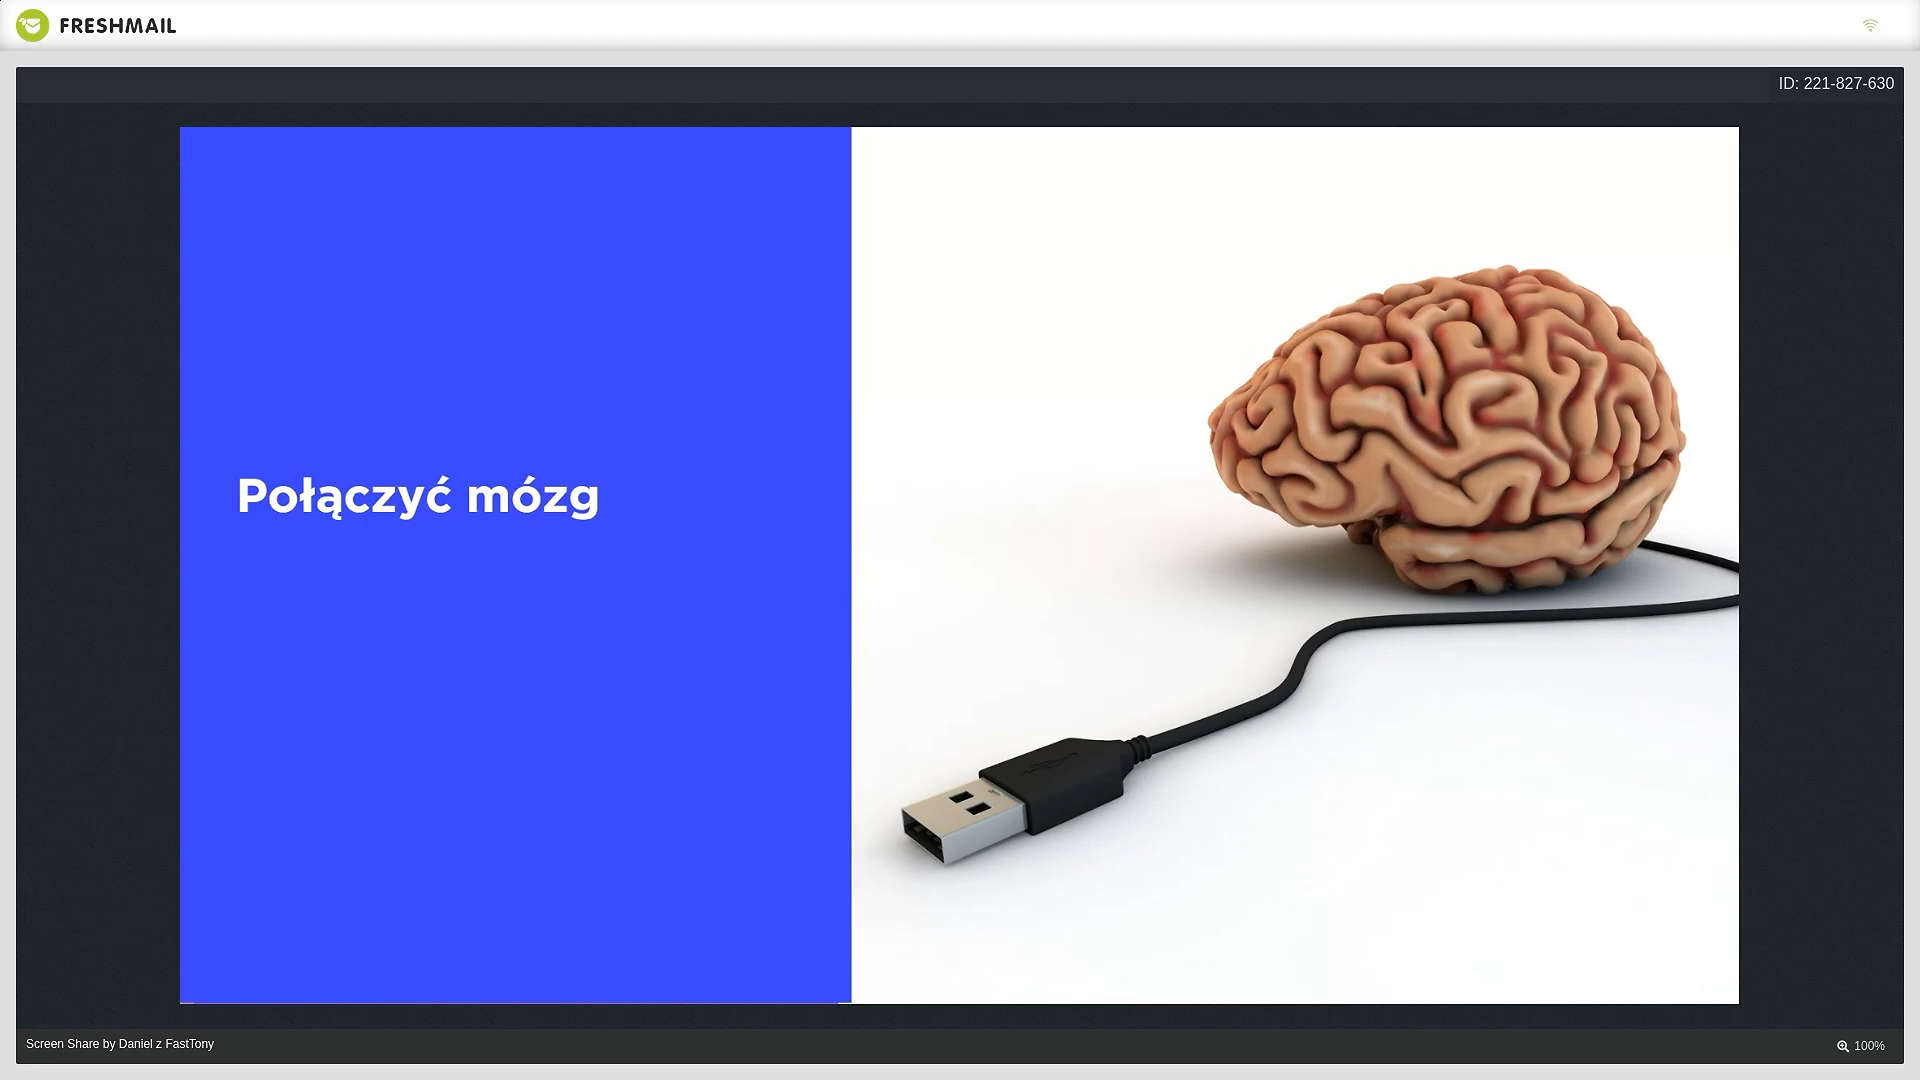 FRESHMAIL
ID: 221-827-630
Połączyć mózg
Screen Share by Daniel z FastTony
100%